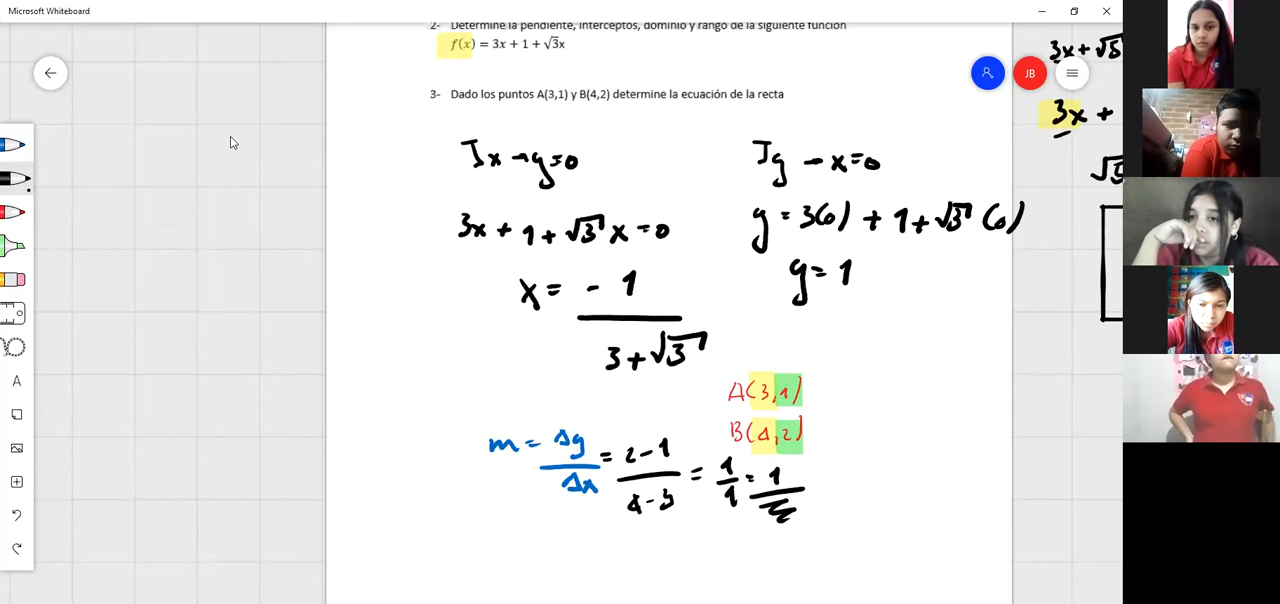 Microsoft Whiteboard
2- Determine la pendiente, interceptos, dominio y rango de la siguiente función
f(x) = 3x + 1 + √3x
JB
3- Dado los puntos A(3,1) y B(4,2) determine la ecuación de la recta
3x + √5
3x +
√5
Ix → y=0
Iy → x=0
3x + 1 + √3 x = 0
y = 3(0) + 1 + √3 (0)
x = - 1 / 3 + √3
y = 1
A(3,1)
B(4,2)
m = Δy / Δx = 2-1 / 4-3 = 1/1 = 1
A